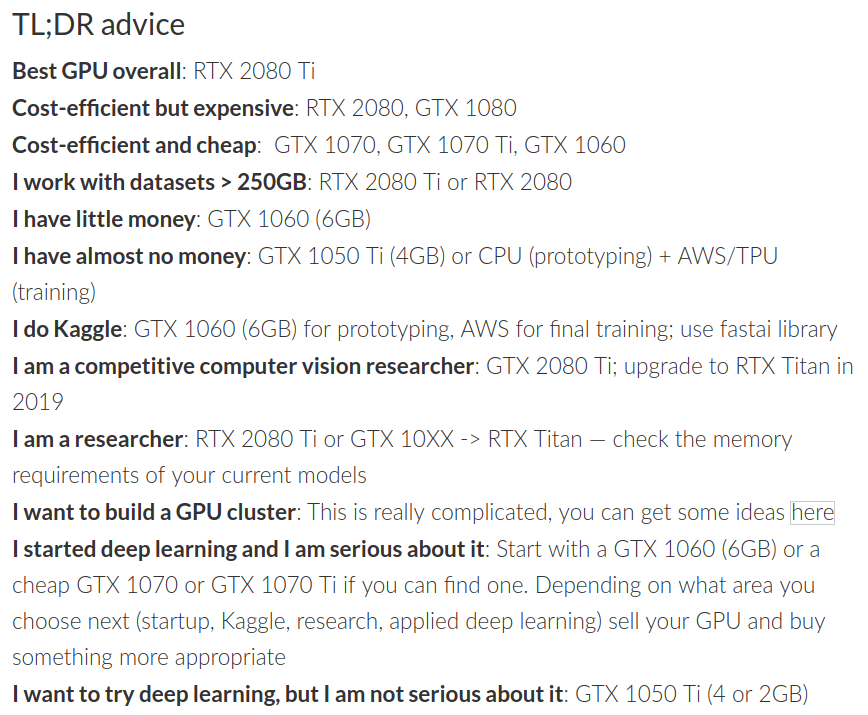 TL;DR advice
Best GPU overall: RTX 2080 Ti
Cost-efficient but expensive: RTX 2080, GTX 1080
Cost-efficient and cheap:  GTX 1070, GTX 1070 Ti, GTX 1060
I work with datasets > 250GB: RTX 2080 Ti or RTX 2080
I have little money: GTX 1060 (6GB)
I have almost no money: GTX 1050 Ti (4GB) or CPU (prototyping) + AWS/TPU
(training)
I do Kaggle: GTX 1060 (6GB) for prototyping, AWS for final training; use fastai library
I am a competitive computer vision researcher: GTX 2080 Ti; upgrade to RTX Titan in
2019
I am a researcher: RTX 2080 Ti or GTX 10XX -> RTX Titan — check the memory
requirements of your current models
I want to build a GPU cluster: This is really complicated, you can get some ideas here
I started deep learning and I am serious about it: Start with a GTX 1060 (6GB) or a
cheap GTX 1070 or GTX 1070 Ti if you can find one. Depending on what area you
choose next (startup, Kaggle, research, applied deep learning) sell your GPU and buy
something more appropriate
I want to try deep learning, but I am not serious about it: GTX 1050 Ti (4 or 2GB)